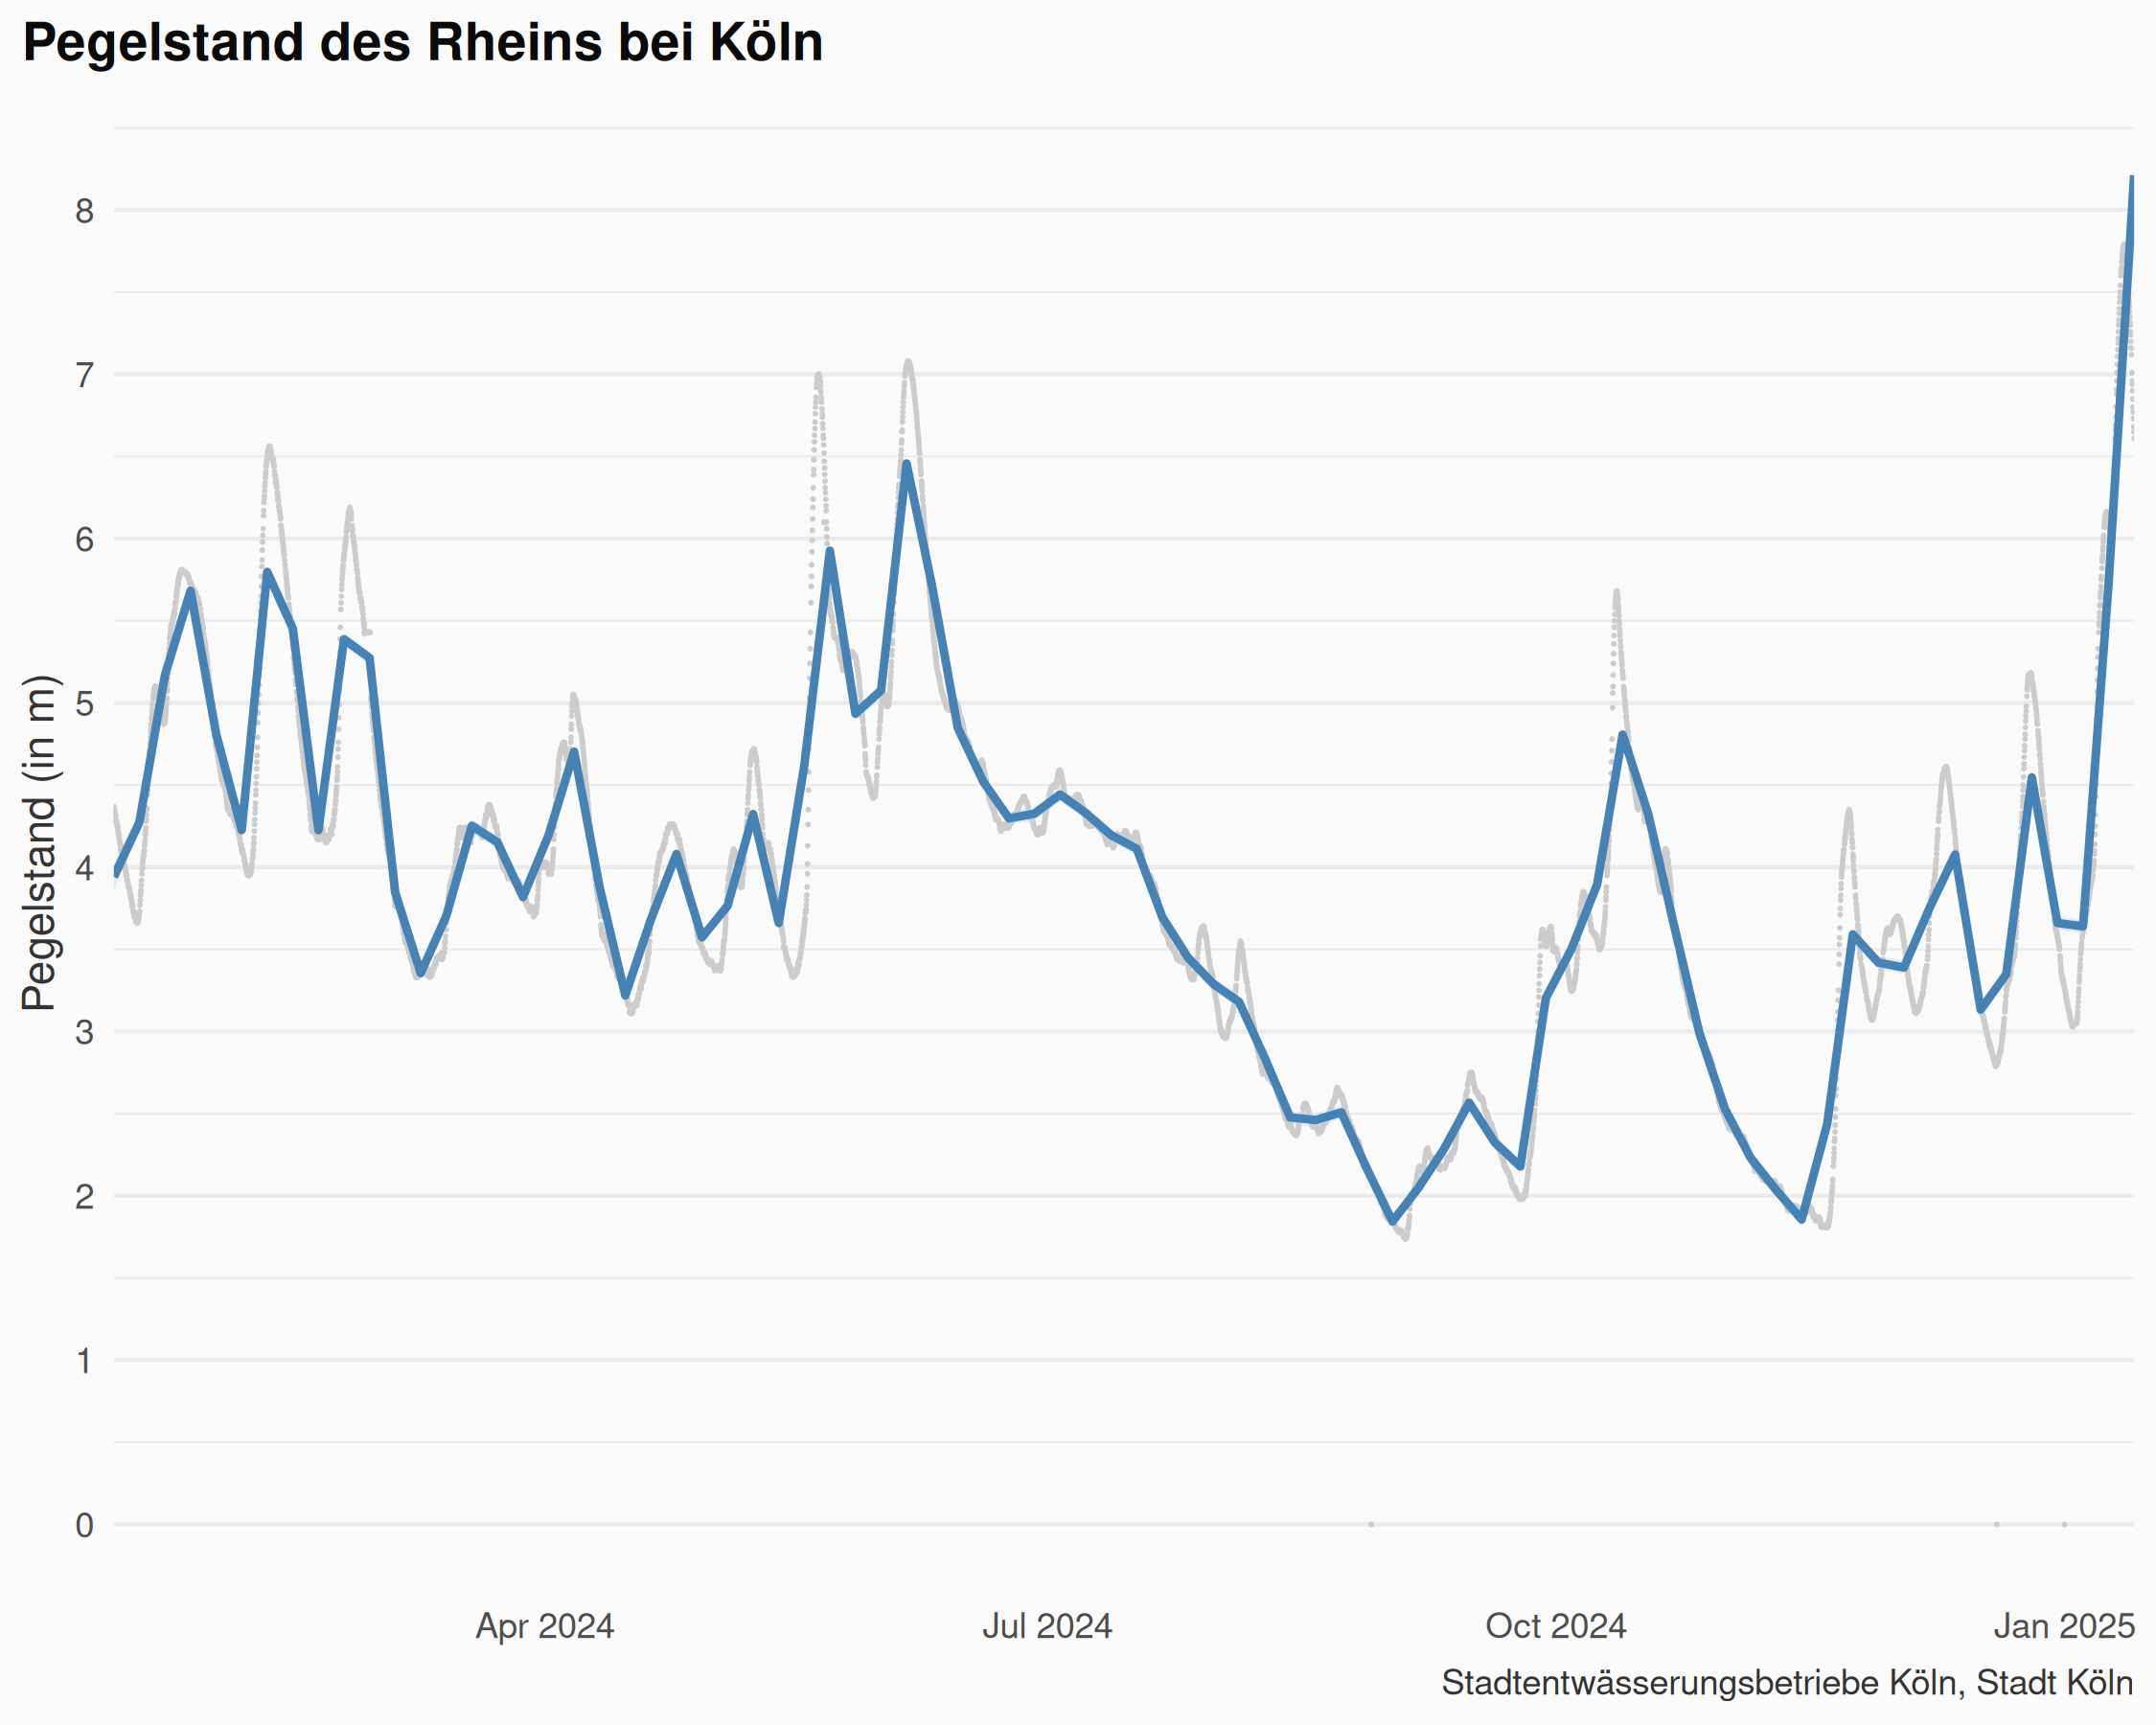 Pegelstand des Rheins bei Köln
Pegelstand (in m)
8
7
6
5
4
3
2
1
0
Apr 2024
Jul 2024
Oct 2024
Jan 2025
Stadtentwässerungsbetriebe Köln, Stadt Köln